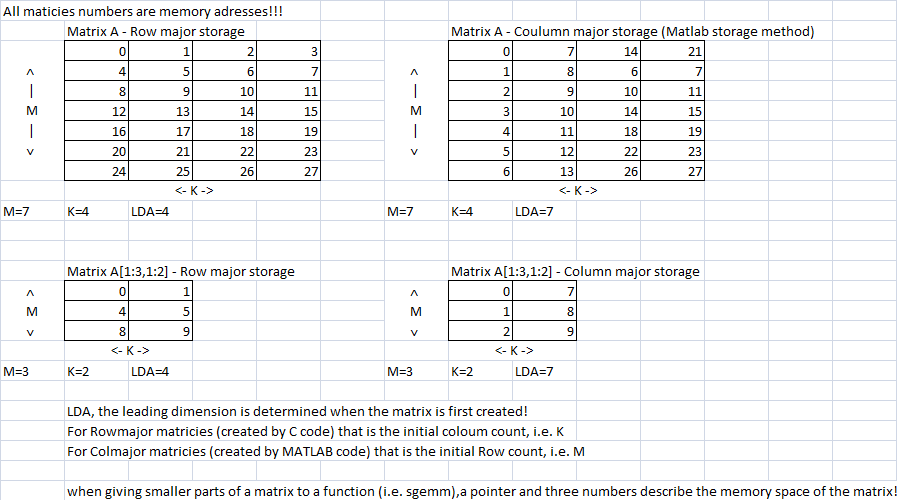 All maticies numbers are memory adresses!!!
Matrix A - Row major storage Matrix A - Coulumn major storage (Matlab storage method)
0 1 2 3 0 7 14 21
^ 4 5 6 7 ^ 1 8 6 7
| 8 9 10 11 | 2 9 10 11
M 12 13 14 15 M 3 10 14 15
| 16 17 18 19 | 4 11 18 19
v 20 21 22 23 v 5 12 22 23
24 25 26 27 6 13 26 27
<- K -> <- K ->
M=7 K=4 LDA=4 M=7 K=4 LDA=7
Matrix A[1:3,1:2] - Row major storage Matrix A[1:3,1:2] - Column major storage
^ 0 1 ^ 0 7
M 4 5 M 1 8
v 8 9 v 2 9
<- K -> <- K ->
M=3 K=2 LDA=4 M=3 K=2 LDA=7
LDA, the leading dimension is determined when the matrix is first created!
For Rowmajor matricies (created by C code) that is the initial coloum count, i.e. K
For Colmajor matricies (created by MATLAB code) that is the initial Row count, i.e. M
when giving smaller parts of a matrix to a function (i.e. sgemm),a pointer and three numbers describe the memory space of the matrix!